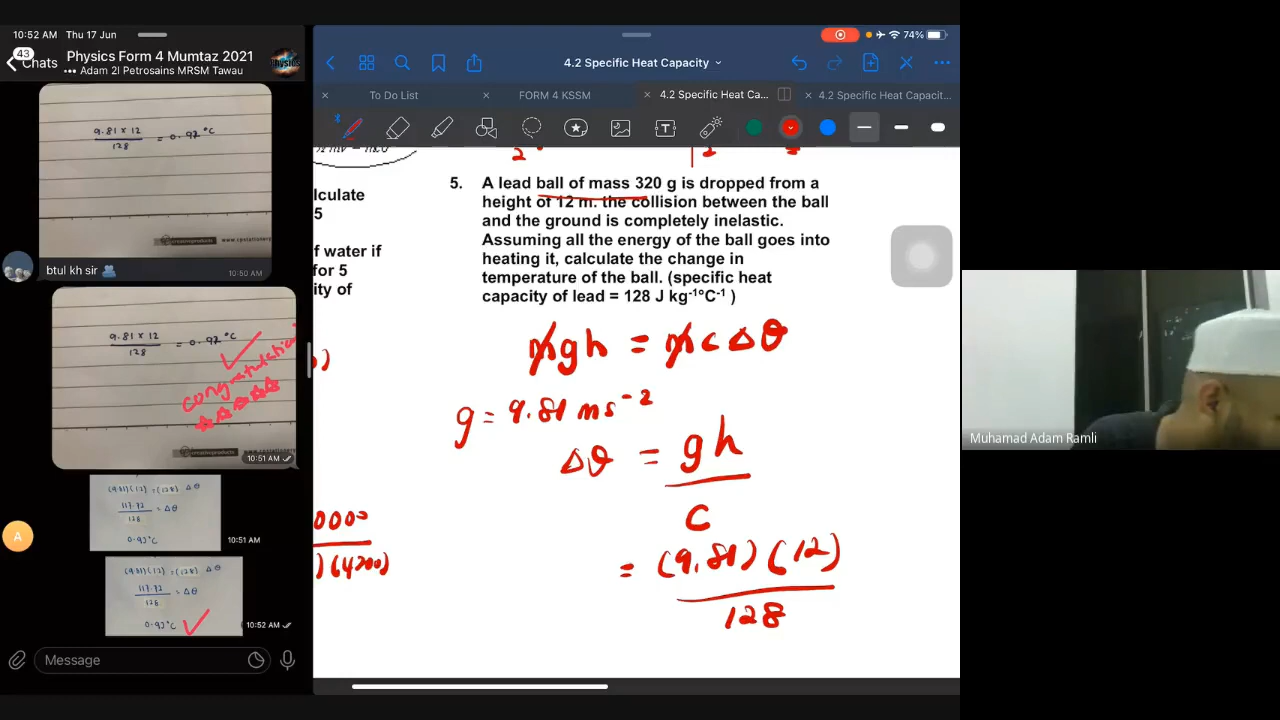 10:52 AM Thu 17 Jun
74%
43
Chats
Physics Form 4 Mumtaz 2021
••• Adam 2I Petrosains MRSM Tawau
9.81 x 12
128
= 0.92 °C
btul kh sir
10:50 AM
9.81 x 12
128
= 0.92 °C
congratulation
10:51 AM
(9.81)(12) = (128) Δθ
117.72
128
= Δθ
0.92°C
10:51 AM
(9.81)(12) = (128) Δθ
117.72
128
= Δθ
0.92°C
10:52 AM
A
Message
4.2 Specific Heat Capacity
To Do List
FORM 4 KSSM
4.2 Specific Heat Ca...
4.2 Specific Heat Capacit...
T
2
2
lculate
5
f water if
for 5
ity of
)
0000
)(4200)
5. A lead ball of mass 320 g is dropped from a
height of 12 m. the collision between the ball
and the ground is completely inelastic.
Assuming all the energy of the ball goes into
heating it, calculate the change in
temperature of the ball. (specific heat
capacity of lead = 128 J kg⁻¹°C⁻¹ )
mgh = mcΔθ
g = 9.81 ms⁻²
Δθ = gh
c
= (9.81)(12)
128
Muhamad Adam Ramli